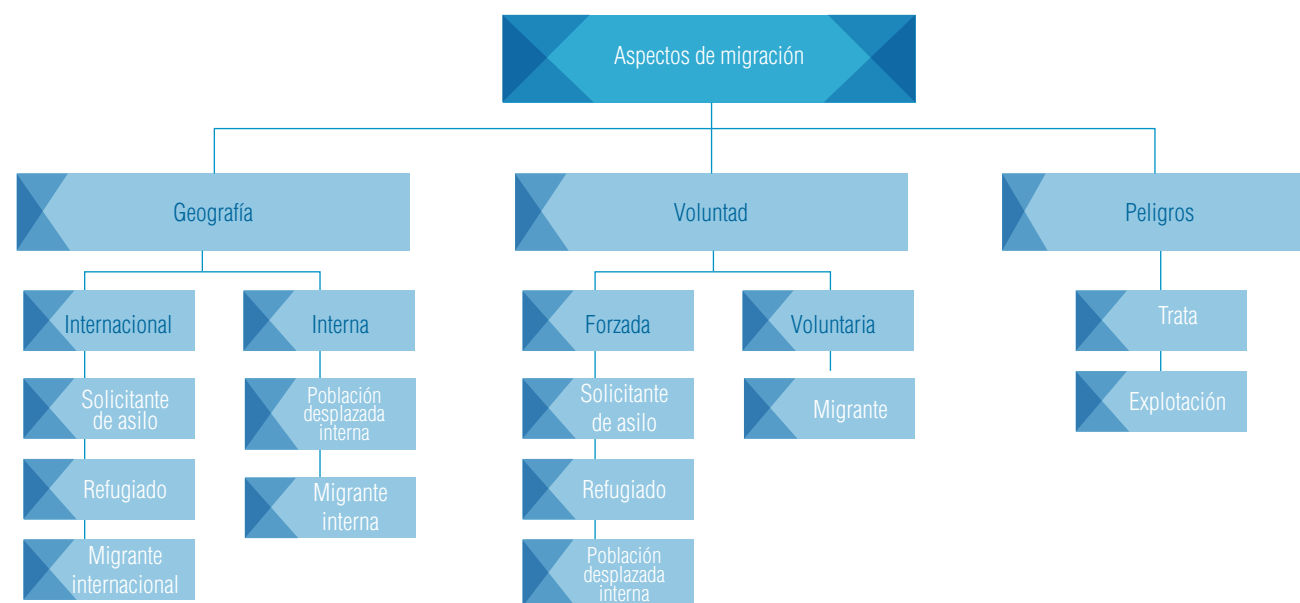 Aspectos de migración
Geografía
Voluntad
Peligros
Internacional
Interna
Forzada
Voluntaria
Trata
Solicitante
de asilo
Población
desplazada
interna
Solicitante
de asilo
Migrante
Explotación
Refugiado
Migrante
interna
Refugiado
Migrante
internacional
Población
desplazada
interna